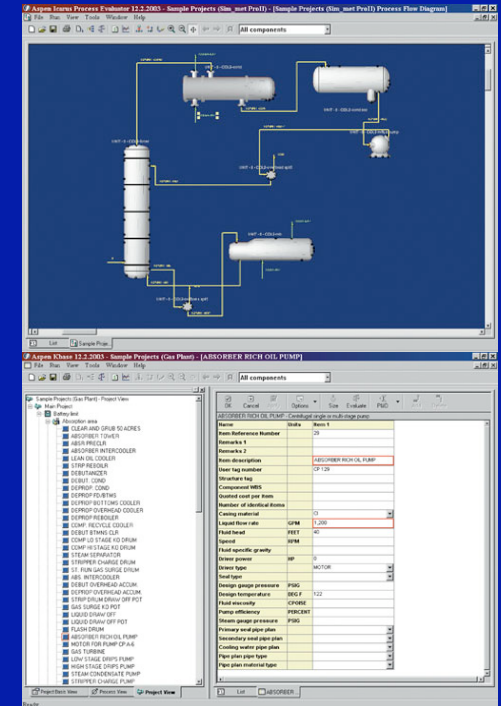 Aspen Icarus Process Evaluator 12.2.2003 - Sample Projects (Sim_met ProII) - [Sample Projects (Sim_met ProII) Process Flow Diagram]
File Run View Tools Window Help
All components
List Sample Proje...
Aspen Kbase 12.2.2003 - Sample Projects (Gas Plant) - [ABSORBER RICH OIL PUMP]
File Run View Tools Window Help
All components
Sample Projects (Gas Plant) - Project View
Main Project
Battery limit
Absorption area
CLEAR AND GRUB 50 ACRES
ABSORBER TOWER
ABSR PRECLR
ABSORBER INTERCOOLER
LEAN OIL COOLER
STRIP REBOILR
DEBUTANIZER
DEBUT. COND
DEPROP. COND
DEPROP FD/BTMS
DEPROP BOTTOMS COOLER
DEPROP OVERHEAD COOLER
DEPROP REBOILER
COMP. RECYCLE COOLER
DEBUT BTMNS CLR
COMP LO STAGE KO DRUM
COMP HI STAGE KO DRUM
STEAM SEPARATOR
STRIPPER CHARGE DRUM
ST. RUN GAS SURGE DRUM
ABS. INTERCOOLER
DEBUT OVERHEAD ACCUM.
DEPROP OVERHEAD ACCUM.
STRIP DRUM DRAW OFF POT
GAS SURGE KO POT
LIQUID DRAW OFF
LIQUID DRAW OFF
FLASH DRUM
ABSORBER RICH OIL PUMP
MOTOR FOR PUMP CP-A-6
GAS TURBINE
LOW STAGE DRIPS PUMP
HIGH STAGE DRIPS PUMP
STEAM CONDENSATE PUMP
STRIPPER CHARGE PUMP
Project Basis View Process View Project View
Ready
OK Cancel Options Size Evaluate P&ID
ABSORBER RICH OIL PUMP - Centrifugal single or multi-stage pump
Name Units Item 1
Item Reference Number 29
Remarks 1
Remarks 2
Item description ABSORBER RICH OIL PUMP
User tag number CP 129
Structure tag
Component WBS
Quoted cost per item
Number of identical items
Casing material CI
Liquid flow rate GPM 1,200
Fluid head FEET 40
Speed RPM
Fluid specific gravity
Driver power HP 0
Driver type MOTOR
Seal type
Design gauge pressure PSIG
Design temperature DEG F 122
Fluid viscosity CPOISE
Pump efficiency PERCENT
Steam gauge pressure PSIG
Primary seal pipe plan
Secondary seal pipe plan
Cooling water pipe plan
Pipe plan pipe type
Pipe plan material type
List ABSORBER ...